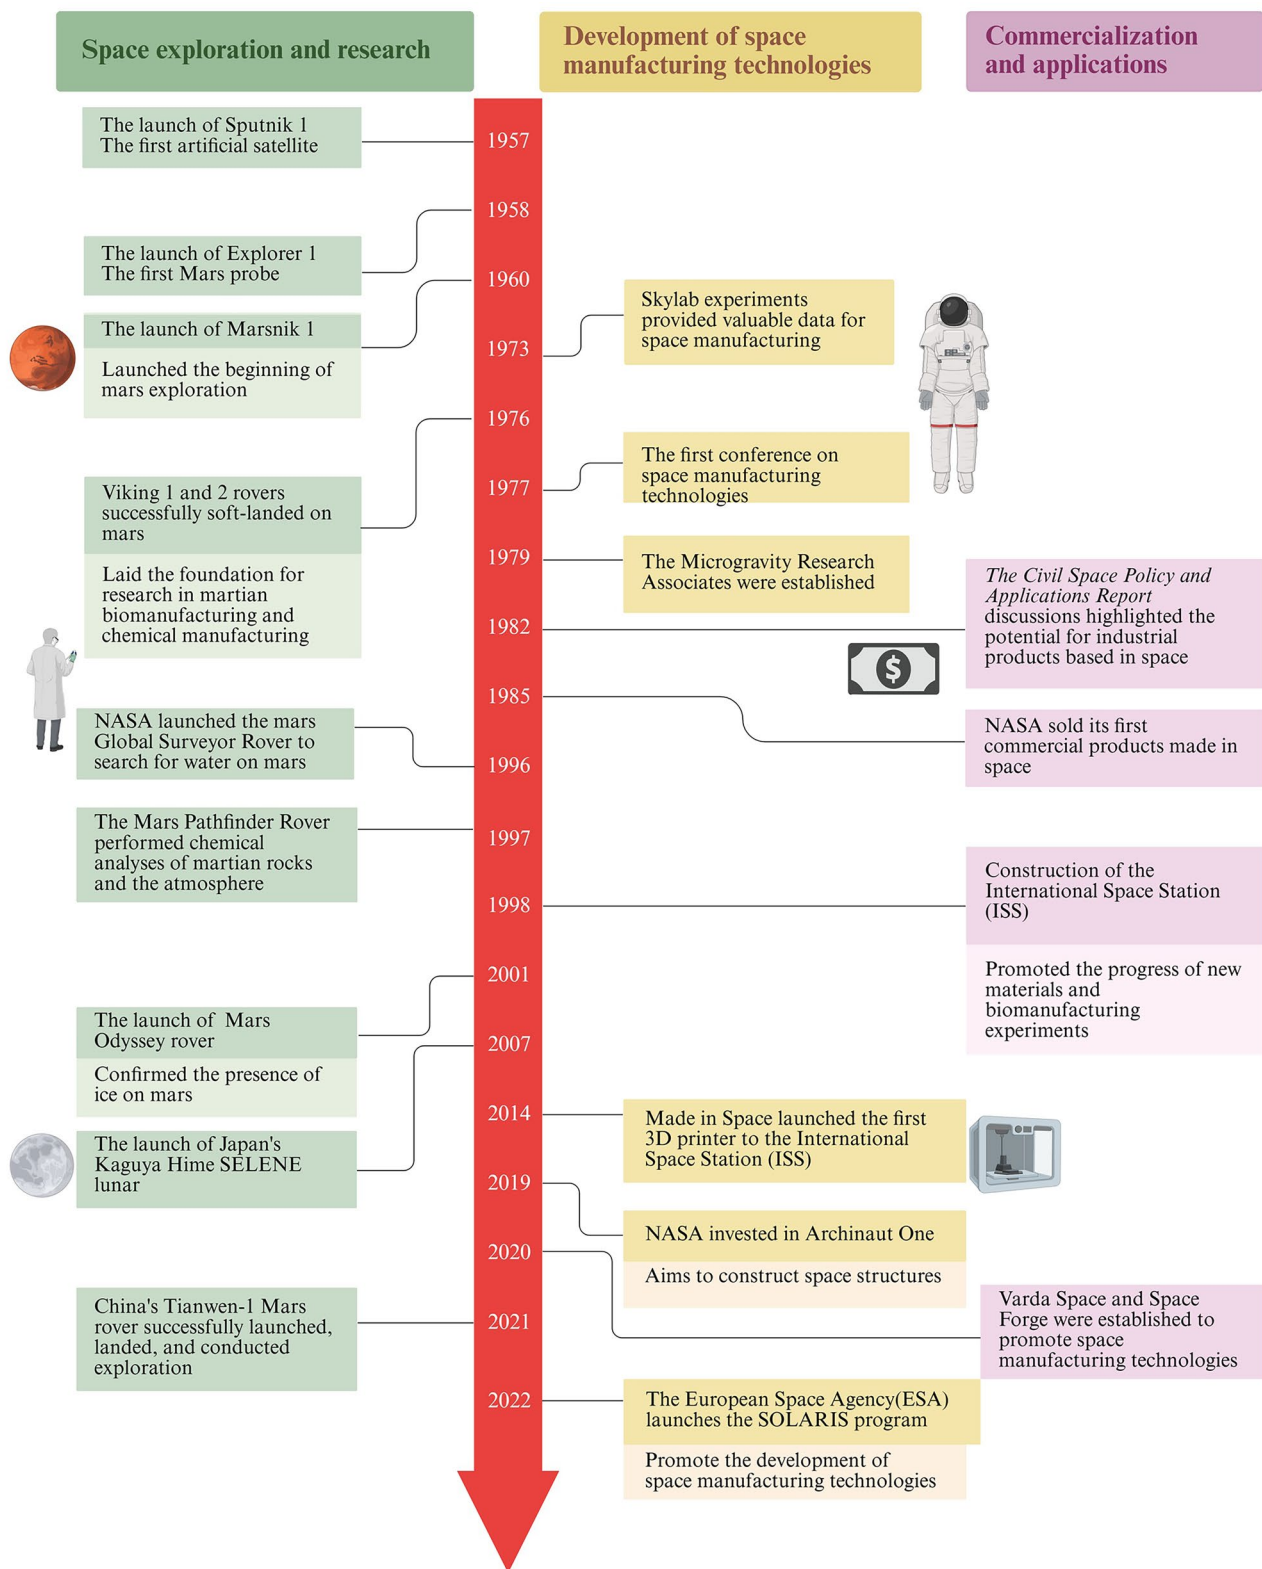 Space exploration and research
Development of space
manufacturing technologies
Commercialization
and applications
The launch of Sputnik 1
The first artificial satellite
1957
1958
The launch of Explorer 1
The first Mars probe
1960
The launch of Marsnik 1
Launched the beginning of
mars exploration
Skylab experiments
provided valuable data for
space manufacturing
1973
1976
Viking 1 and 2 rovers
successfully soft-landed on
mars
Laid the foundation for
research in martian
biomanufacturing and
chemical manufacturing
The first conference on
space manufacturing
technologies
1977
1979
The Microgravity Research
Associates were established
1982
The Civil Space Policy and
Applications Report
discussions highlighted the
potential for industrial
products based in space
$
1985
NASA sold its first
commercial products made in
space
NASA launched the mars
Global Surveyor Rover to
search for water on mars
1996
The Mars Pathfinder Rover
performed chemical
analyses of martian rocks
and the atmosphere
1997
1998
Construction of the
International Space Station
(ISS)
Promoted the progress of new
materials and
biomanufacturing
experiments
2001
The launch of  Mars
Odyssey rover
Confirmed the presence of
ice on mars
2007
The launch of Japan's
Kaguya Hime SELENE
lunar
2014
Made in Space launched the first
3D printer to the International
Space Station (ISS)
2019
NASA invested in Archinaut One
Aims to construct space structures
2020
Varda Space and Space
Forge were established to
promote space
manufacturing technologies
China's Tianwen-1 Mars
rover successfully launched,
landed, and conducted
exploration
2021
2022
The European Space Agency(ESA)
launches the SOLARIS program
Promote the development of
space manufacturing technologies